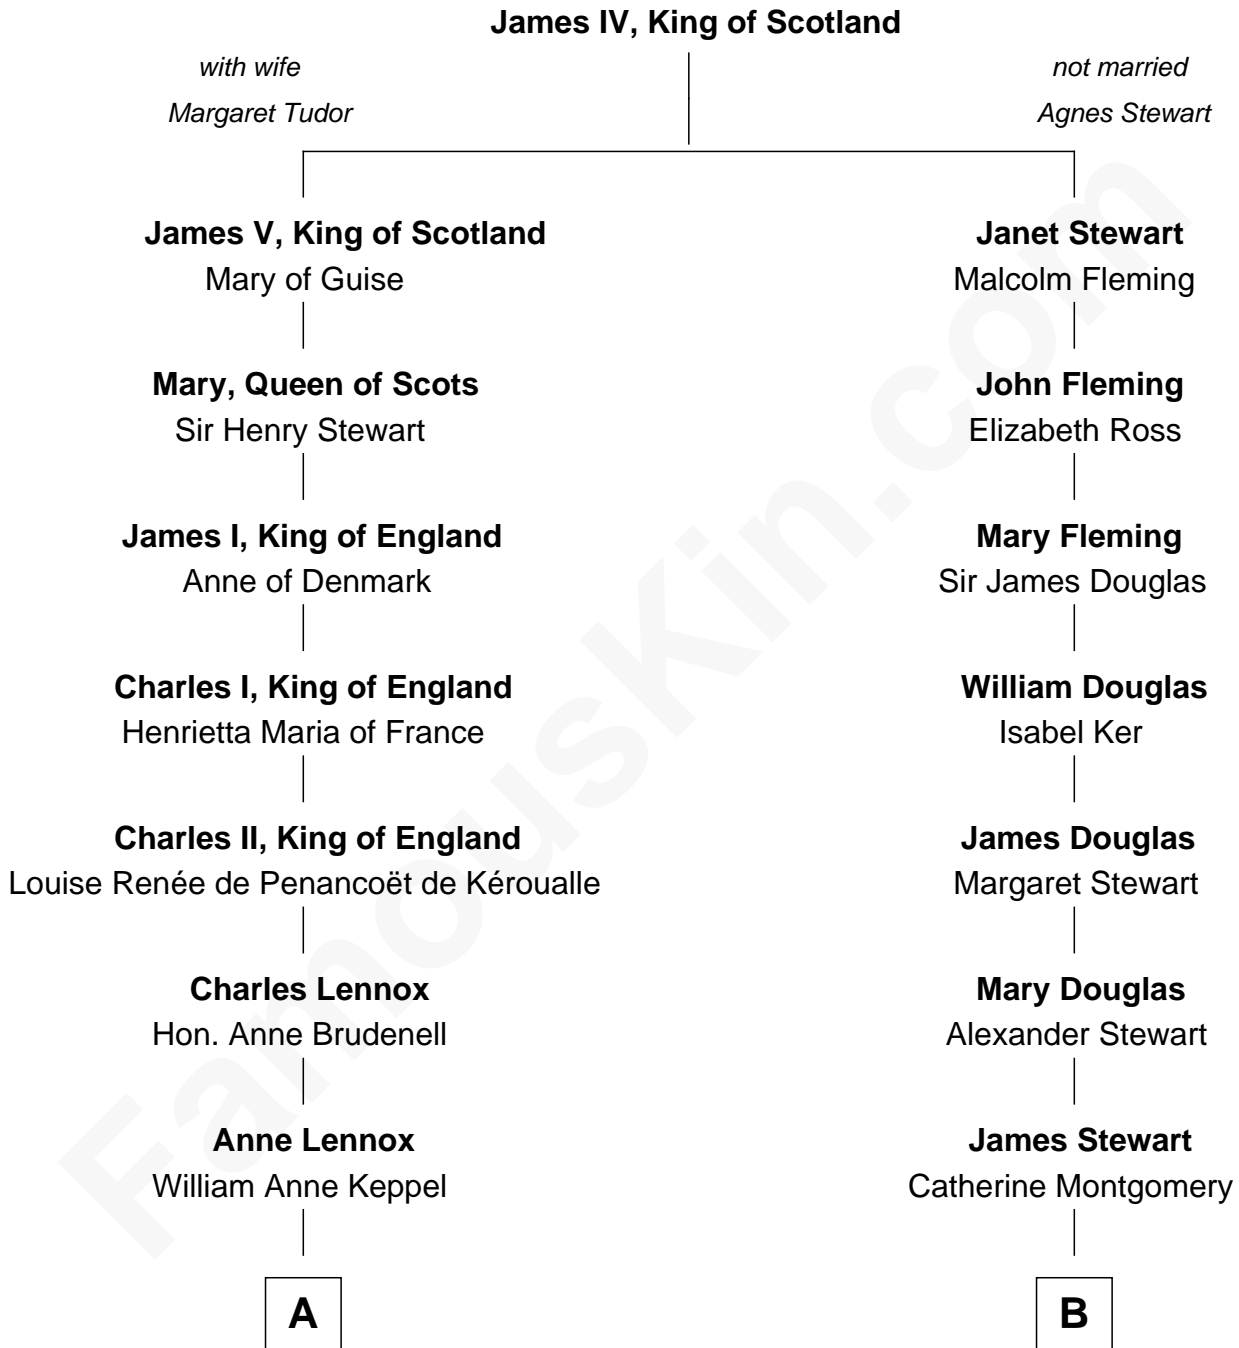 James IV, King of Scotland
with wife
Margaret Tudor
not married
Agnes Stewart
James V, King of Scotland
Mary of Guise
Janet Stewart
Malcolm Fleming
Mary, Queen of Scots
Sir Henry Stewart
John Fleming
Elizabeth Ross
James I, King of England
Anne of Denmark
Mary Fleming
Sir James Douglas
Charles I, King of England
Henrietta Maria of France
William Douglas
Isabel Ker
Charles II, King of England
Louise Renée de Penancoët de Kéroualle
James Douglas
Margaret Stewart
Charles Lennox
Hon. Anne Brudenell
Mary Douglas
Alexander Stewart
Anne Lennox
William Anne Keppel
James Stewart
Catherine Montgomery
A
B
FamousKin.com